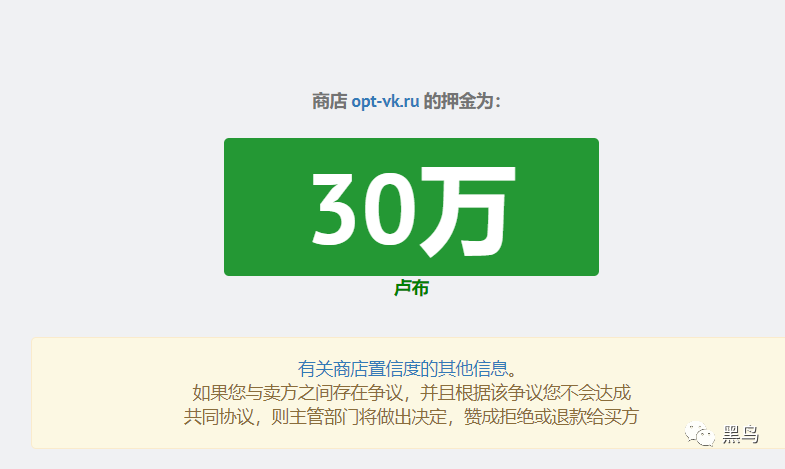 商店 opt-vk.ru 的押金为：
30万
卢布
有关商店置信度的其他信息。
如果您与卖方之间存在争议，并且根据该争议您不会达成
共同协议，则主管部门将做出决定，赞成拒绝或退款给买方
黑鸟